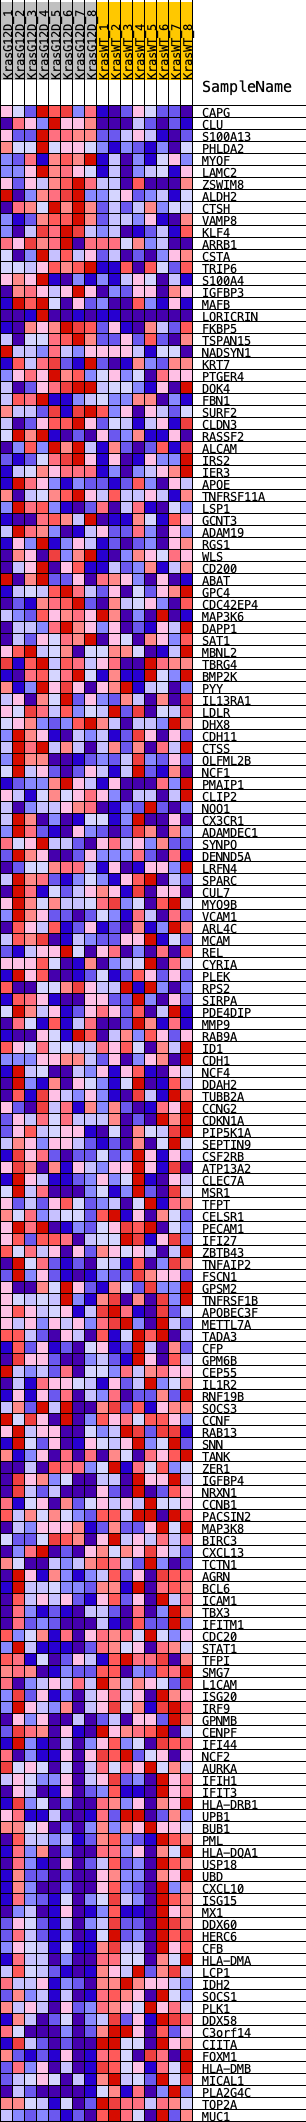 KrasG12D_1
KrasG12D_2
KrasG12D_3
KrasG12D_4
KrasG12D_5
KrasG12D_6
KrasG12D_7
KrasG12D_8
KrasWT_1
KrasWT_2
KrasWT_3
KrasWT_4
KrasWT_5
KrasWT_6
KrasWT_7
KrasWT_8
SampleName
CAPG
CLU
S100A13
PHLDA2
MYOF
LAMC2
ZSWIM8
ALDH2
CTSH
VAMP8
KLF4
ARRB1
CSTA
TRIP6
S100A4
IGFBP3
MAFB
LORICRIN
FKBP5
TSPAN15
NADSYN1
KRT7
PTGER4
DOK4
FBN1
SURF2
CLDN3
RASSF2
ALCAM
IRS2
IER3
APOE
TNFRSF11A
LSP1
GCNT3
ADAM19
RGS1
WLS
CD200
ABAT
GPC4
CDC42EP4
MAP3K6
DAPP1
SAT1
MBNL2
TBRG4
BMP2K
PYY
IL13RA1
LDLR
DHX8
CDH11
CTSS
OLFML2B
NCF1
PMAIP1
CLIP2
NQO1
CX3CR1
ADAMDEC1
SYNPO
DENND5A
LRFN4
SPARC
CUL7
MYO9B
VCAM1
ARL4C
MCAM
REL
CYRIA
PLEK
RPS2
SIRPA
PDE4DIP
MMP9
RAB9A
ID1
CDH1
NCF4
DDAH2
TUBB2A
CCNG2
CDKN1A
PIP5K1A
SEPTIN9
CSF2RB
ATP13A2
CLEC7A
MSR1
TFPT
CELSR1
PECAM1
IFI27
ZBTB43
TNFAIP2
FSCN1
GPSM2
TNFRSF1B
APOBEC3F
METTL7A
TADA3
CFP
GPM6B
CEP55
IL1R2
RNF19B
SOCS3
CCNF
RAB13
SNN
TANK
ZER1
IGFBP4
NRXN1
CCNB1
PACSIN2
MAP3K8
BIRC3
CXCL13
TCTN1
AGRN
BCL6
ICAM1
TBX3
IFITM1
CDC20
STAT1
TFPI
SMG7
L1CAM
ISG20
IRF9
GPNMB
CENPF
IFI44
NCF2
AURKA
IFIH1
IFIT3
HLA-DRB1
UPB1
BUB1
PML
HLA-DQA1
USP18
UBD
CXCL10
ISG15
MX1
DDX60
HERC6
CFB
HLA-DMA
LCP1
IDH2
SOCS1
PLK1
DDX58
C3orf14
CIITA
FOXM1
HLA-DMB
MICAL1
PLA2G4C
TOP2A
MUC1